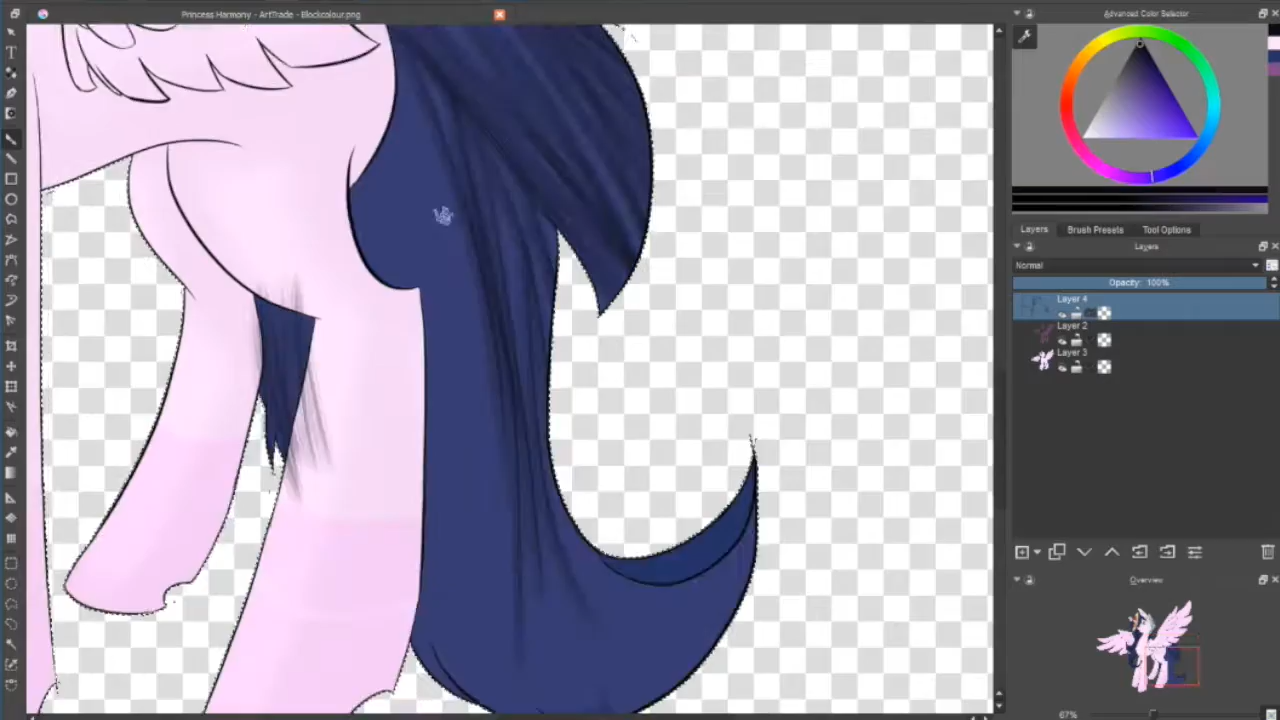 Princess Harmony - ArtTrade - Blockcolour.png
Advanced Color Selector
Layers Brush Presets Tool Options
Layers
Normal
Opacity: 100%
Layer 4
Layer 2
Layer 3
Overview
67%